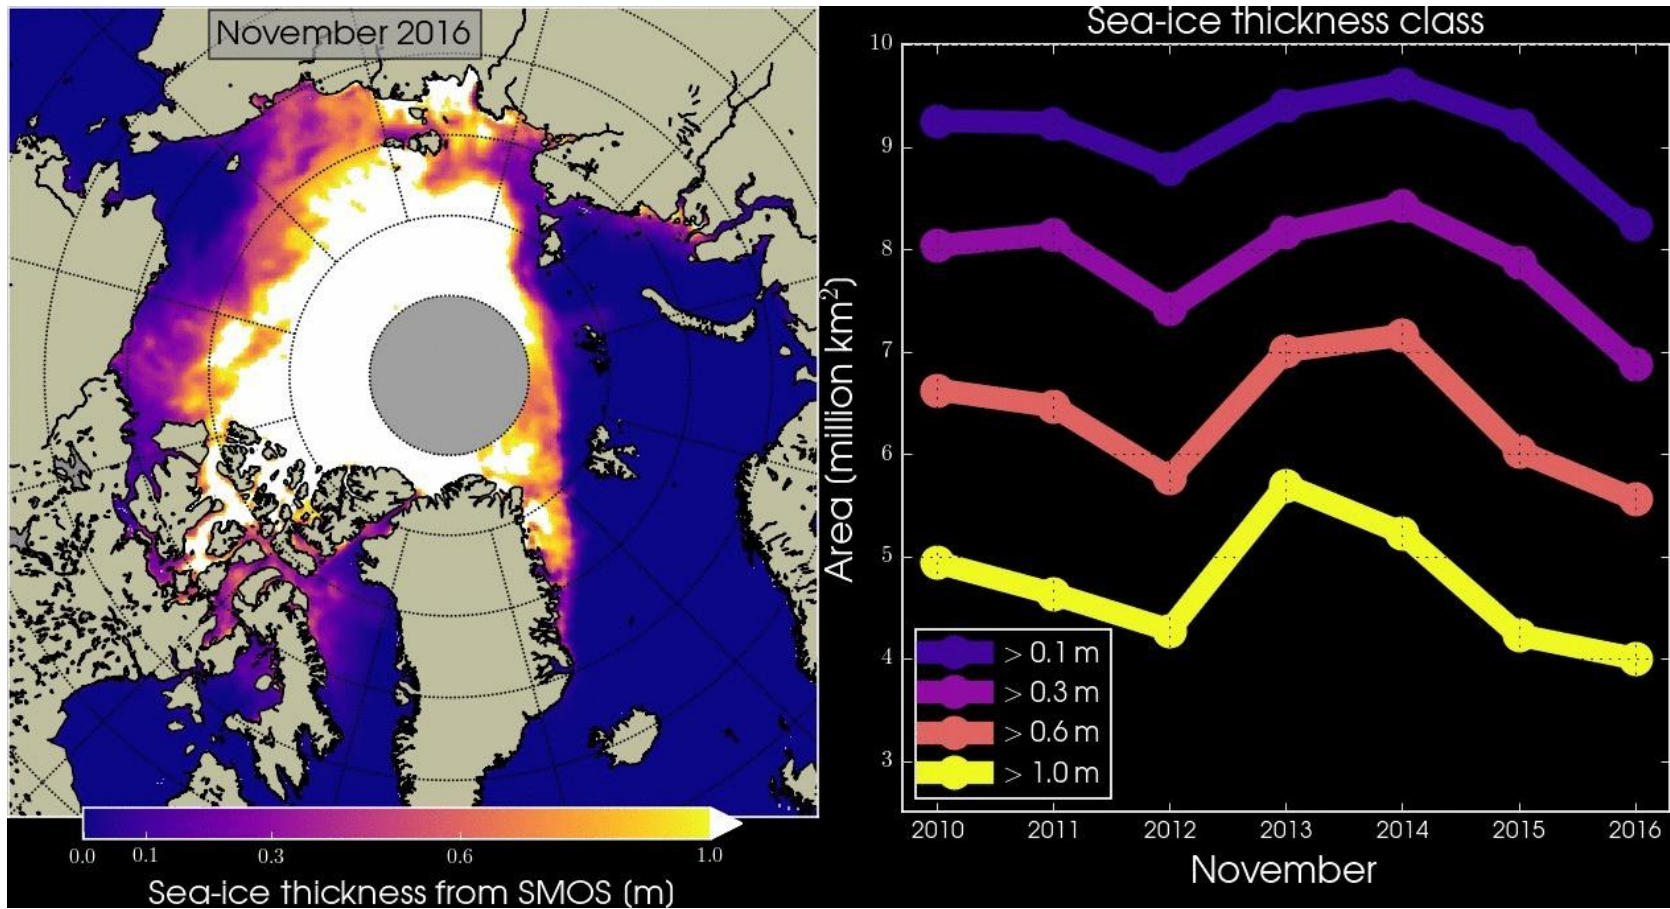 November 2016
0.0 0.1 0.3 0.6 1.0
Sea-ice thickness from SMOS (m)
Sea-ice thickness class
10
9
8
7
6
5
4
3
Area (million km²)
> 0.1 m
> 0.3 m
> 0.6 m
> 1.0 m
2010 2011 2012 2013 2014 2015 2016
November